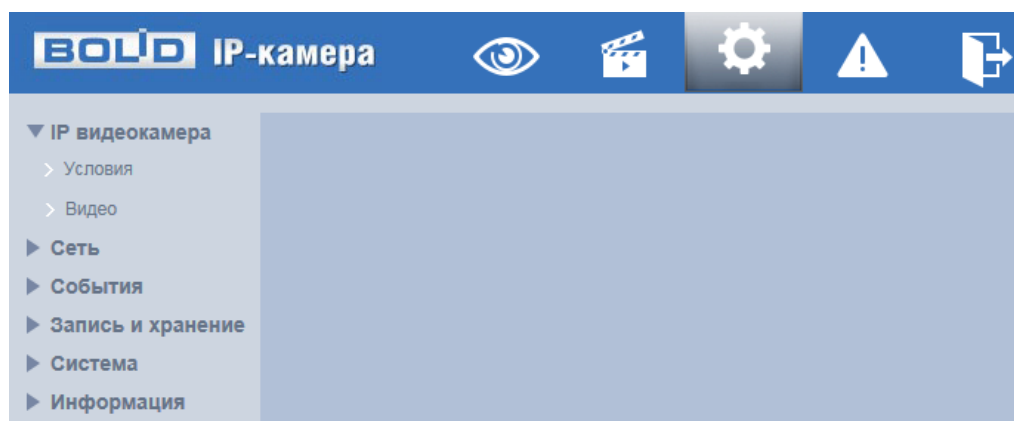 BOLID IP-камера
IP видеокамера
Условия
Видео
Сеть
События
Запись и хранение
Система
Информация